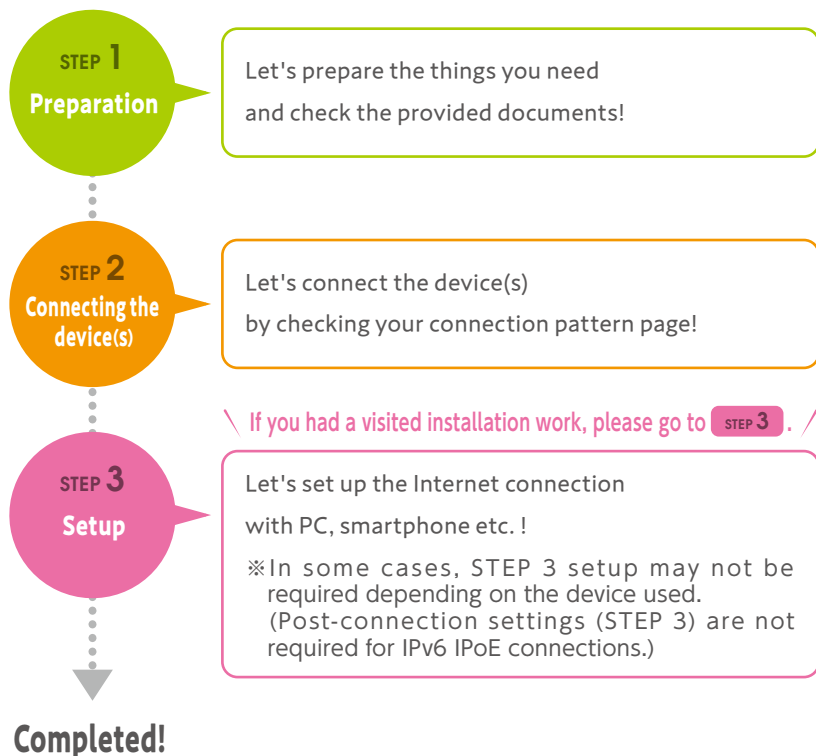 STEP 1
Preparation
Let's prepare the things you need
and check the provided documents!
STEP 2
Connecting the
device(s)
Let's connect the device(s)
by checking your connection pattern page!
If you had a visited installation work, please go to STEP 3 .
STEP 3
Setup
Let's set up the Internet connection
with PC, smartphone etc. !
※In some cases, STEP 3 setup may not be
required depending on the device used.
(Post-connection settings (STEP 3) are not
required for IPv6 IPoE connections.)
Completed!